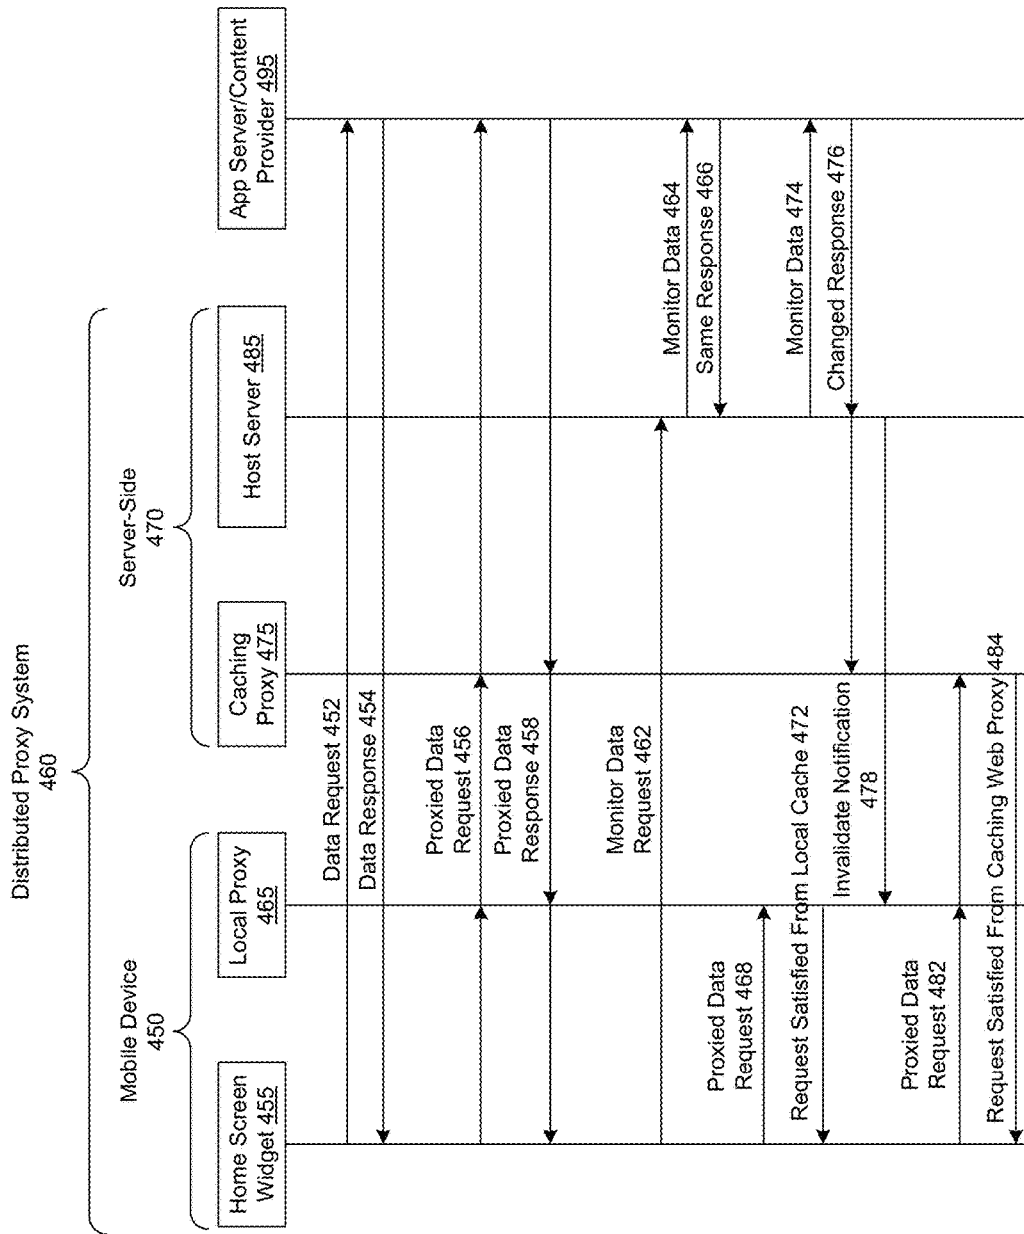 Distributed Proxy System
460
Mobile Device
450
Server-Side
470
Home Screen
Widget 455
Local Proxy
465
Caching
Proxy 475
Host Server 485
App Server/Content
Provider 495
Data Request 452
Data Response 454
Proxied Data
Request 456
Proxied Data
Response 458
Monitor Data
Request 462
Monitor Data 464
Same Response 466
Proxied Data
Request 468
Request Satisfied From Local Cache 472
Monitor Data 474
Changed Response 476
Invalidate Notification
478
Proxied Data
Request 482
Request Satisfied From Caching Web Proxy 484